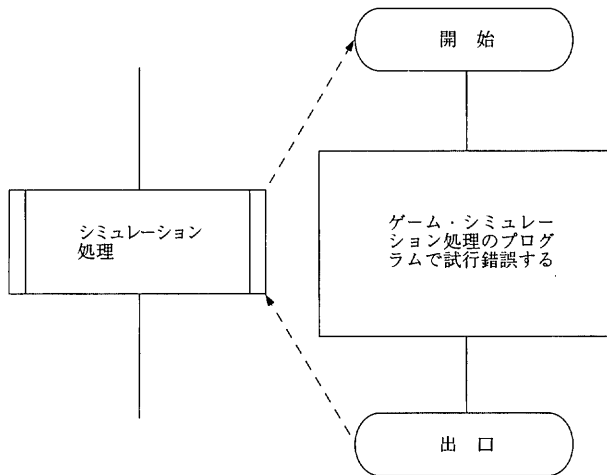 開始
シミュレーション
処理
ゲーム・シミュレー
ション処理のプログ
ラムで試行錯誤する
出口